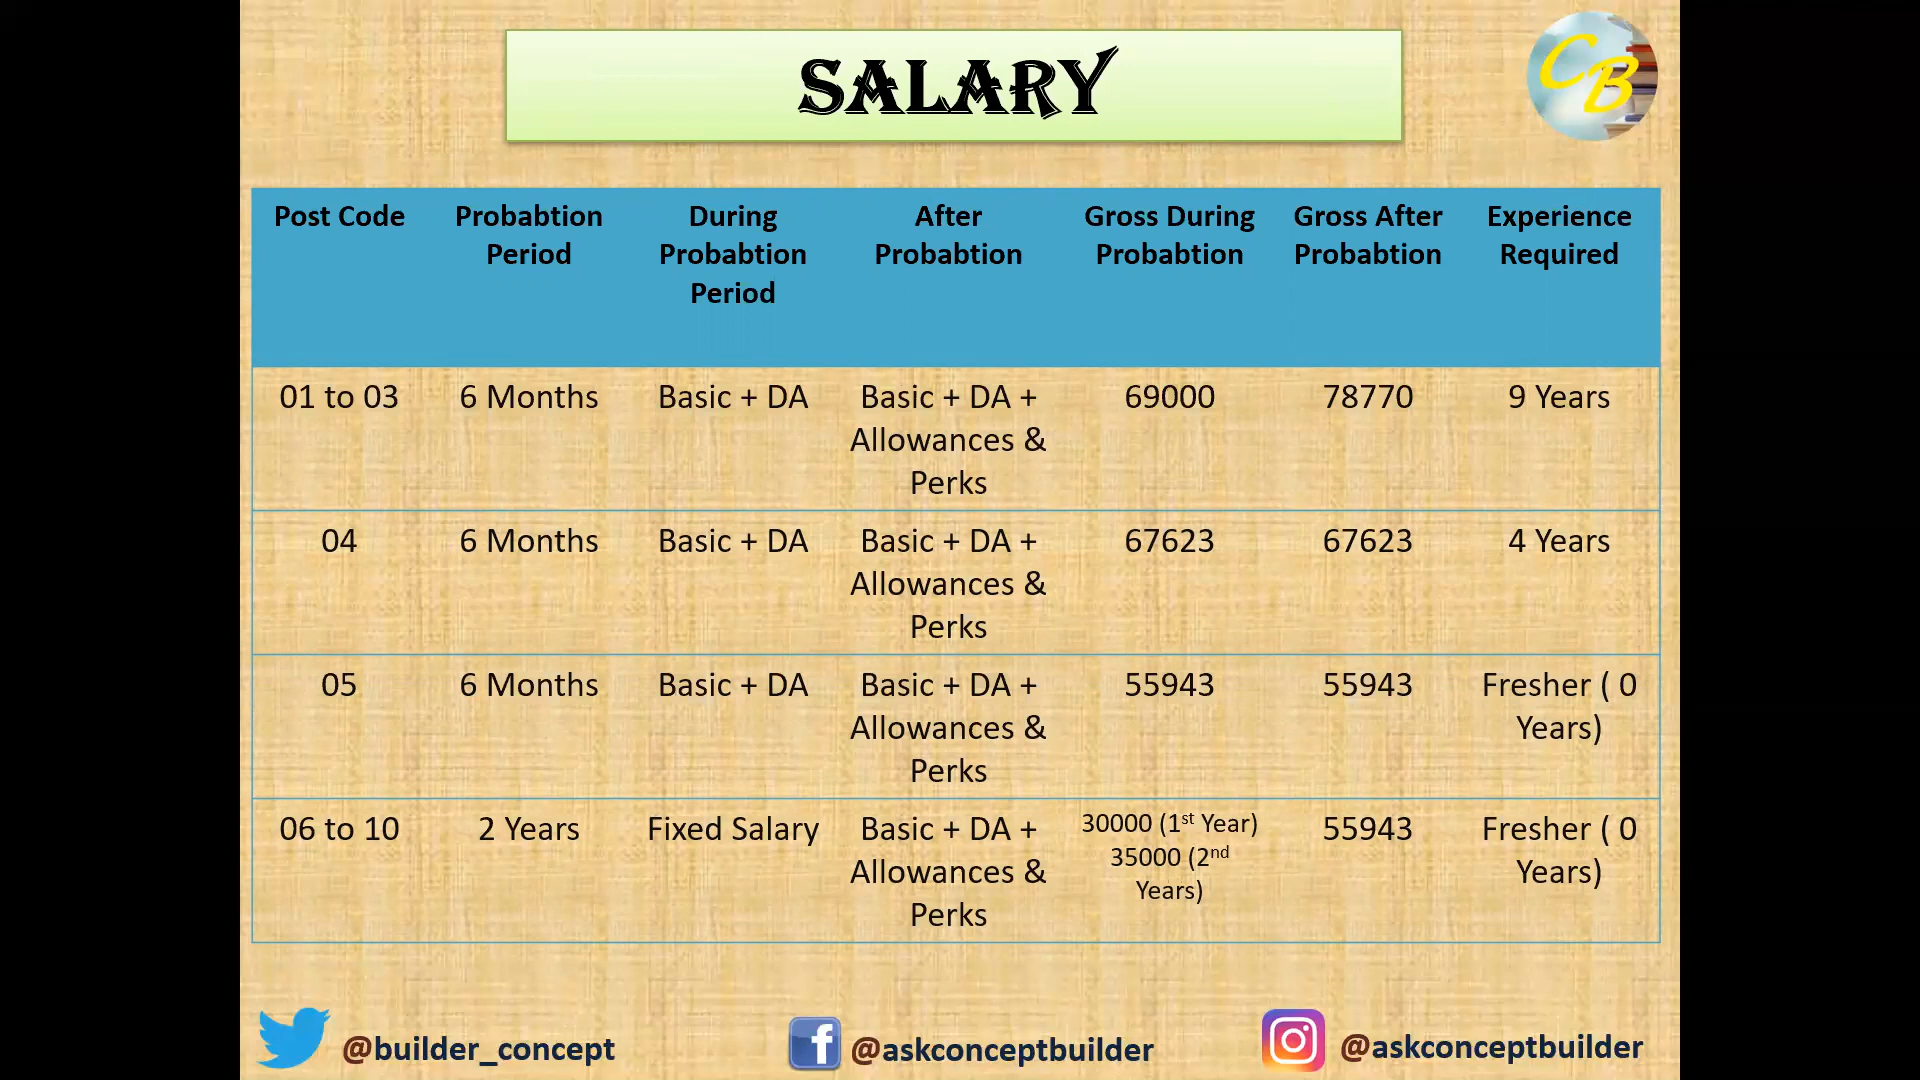 SALARY
CB
Post Code
Probabtion
Period
During
Probabtion
Period
After
Probabtion
Gross During
Probabtion
Gross After
Probabtion
Experience
Required
01 to 03
6 Months
Basic + DA
Basic + DA +
Allowances &
Perks
69000
78770
9 Years
04
6 Months
Basic + DA
Basic + DA +
Allowances &
Perks
67623
67623
4 Years
05
6 Months
Basic + DA
Basic + DA +
Allowances &
Perks
55943
55943
Fresher ( 0
Years)
06 to 10
2 Years
Fixed Salary
Basic + DA +
Allowances &
Perks
30000 (1st Year)
35000 (2nd
Years)
55943
Fresher ( 0
Years)
@builder_concept
@askconceptbuilder
@askconceptbuilder